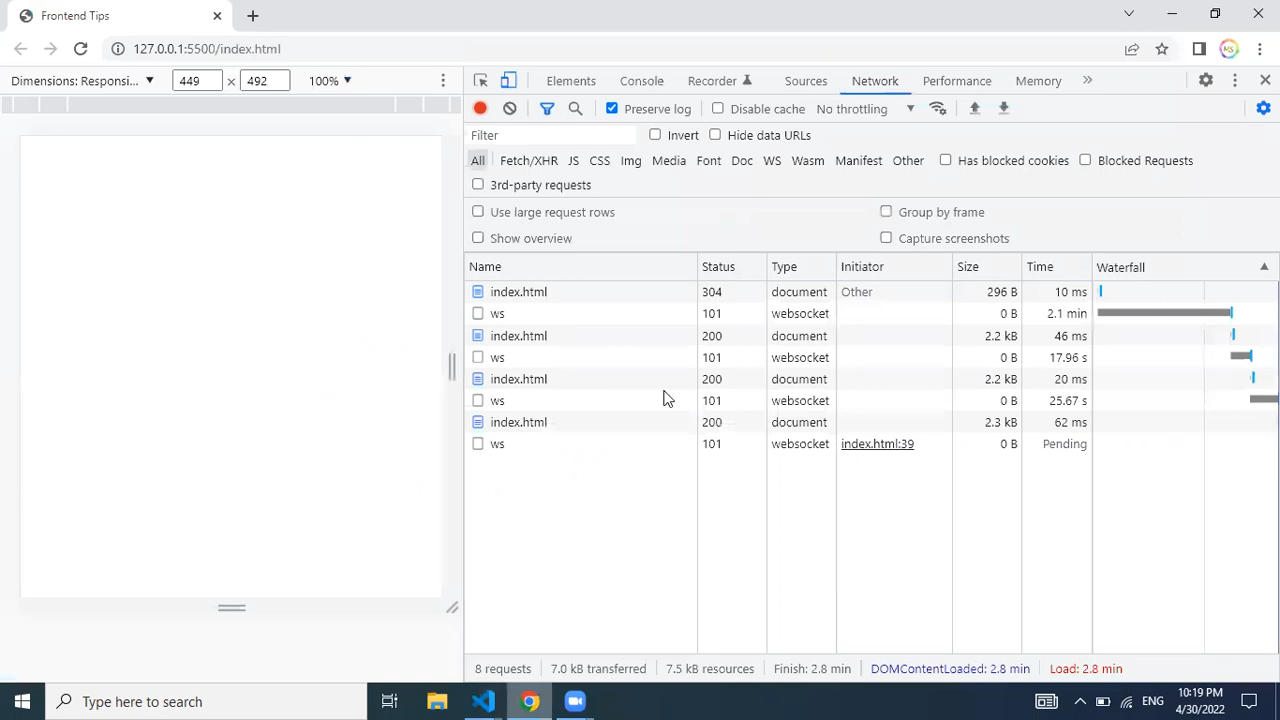 Frontend Tips
127.0.0.1:5500/index.html
Dimensions: Responsi... ▼ 449 × 492 100% ▼
Elements Console Recorder Sources Network Performance Memory »
Preserve log Disable cache No throttling ▼
Filter Invert Hide data URLs
All Fetch/XHR JS CSS Img Media Font Doc WS Wasm Manifest Other Has blocked cookies Blocked Requests
3rd-party requests
Use large request rows Group by frame
Show overview Capture screenshots
Name Status Type Initiator Size Time Waterfall
index.html 304 document Other 296 B 10 ms
ws 101 websocket 0 B 2.1 min
index.html 200 document 2.2 kB 46 ms
ws 101 websocket 0 B 17.96 s
index.html 200 document 2.2 kB 20 ms
ws 101 websocket 0 B 25.67 s
index.html 200 document 2.3 kB 62 ms
ws 101 websocket index.html:39 0 B Pending
8 requests 7.0 kB transferred 7.5 kB resources Finish: 2.8 min DOMContentLoaded: 2.8 min Load: 2.8 min
Type here to search
ENG
10:19 PM
4/30/2022